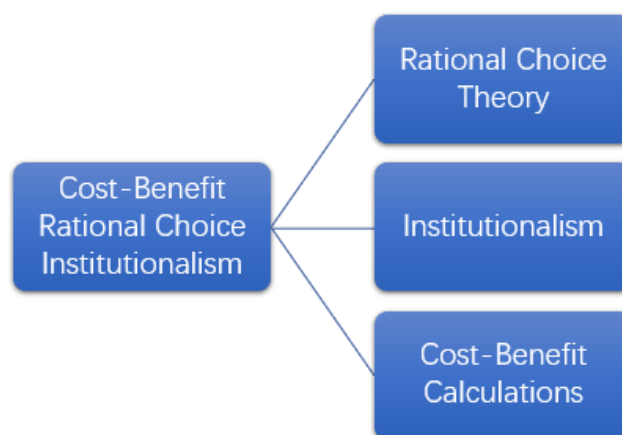 Rational Choice
Theory
Cost-Benefit
Rational Choice
Institutionalism
Institutionalism
Cost-Benefit
Calculations